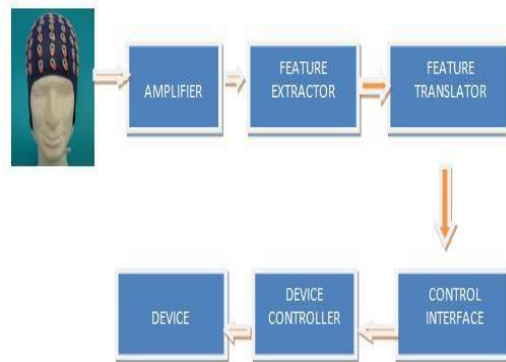 AMPLIFIER
FEATURE
EXTRACTOR
FEATURE
TRANSLATOR
DEVICE
DEVICE
CONTROLLER
CONTROL
INTERFACE